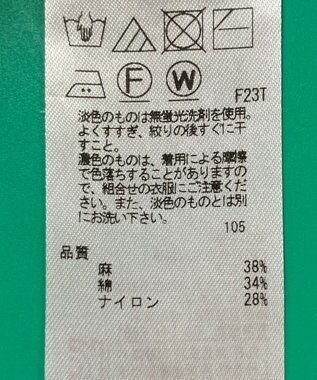 F W F23T
淡色のものは無蛍光洗剤を使用。
よくすすぎ、絞りの後すぐに干
すこと。
濃色のものは、着用による摩擦
で色落ちすることがありますの
で、組合せの衣服にご注意くださ
い。また、淡色のものとは別
にお洗い下さい。
105
品質
麻 38%
綿 34%
ナイロン 28%